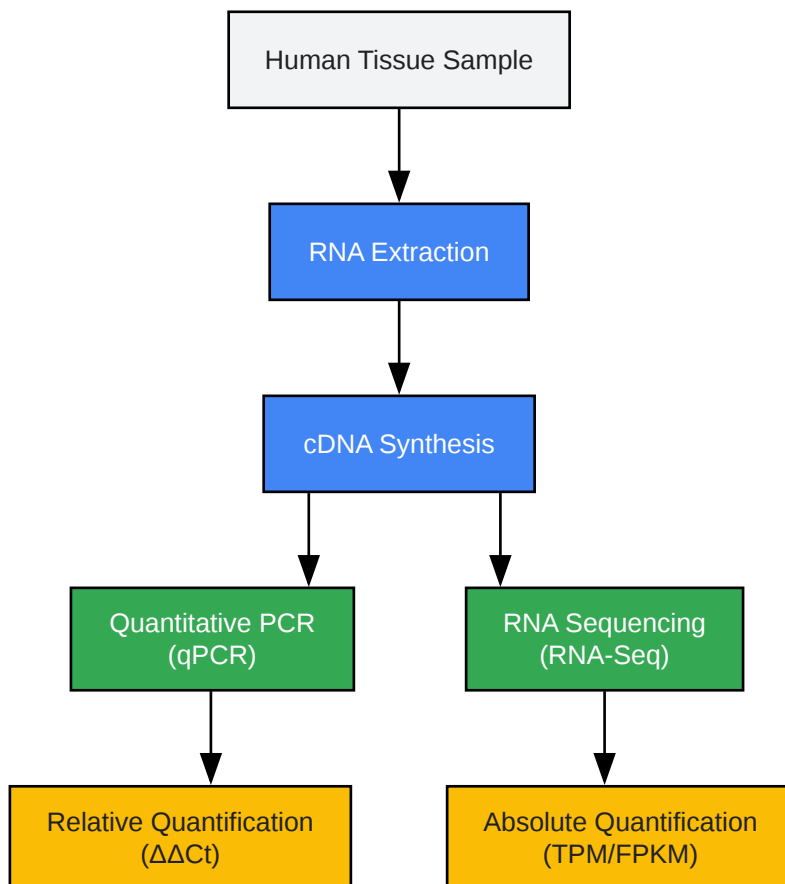 Human Tissue Sample
RNA Extraction
cDNA Synthesis
Quantitative PCR
(qPCR)
RNA Sequencing
(RNA-Seq)
Relative Quantification
(ΔΔCt)
Absolute Quantification
(TPM/FPKM)